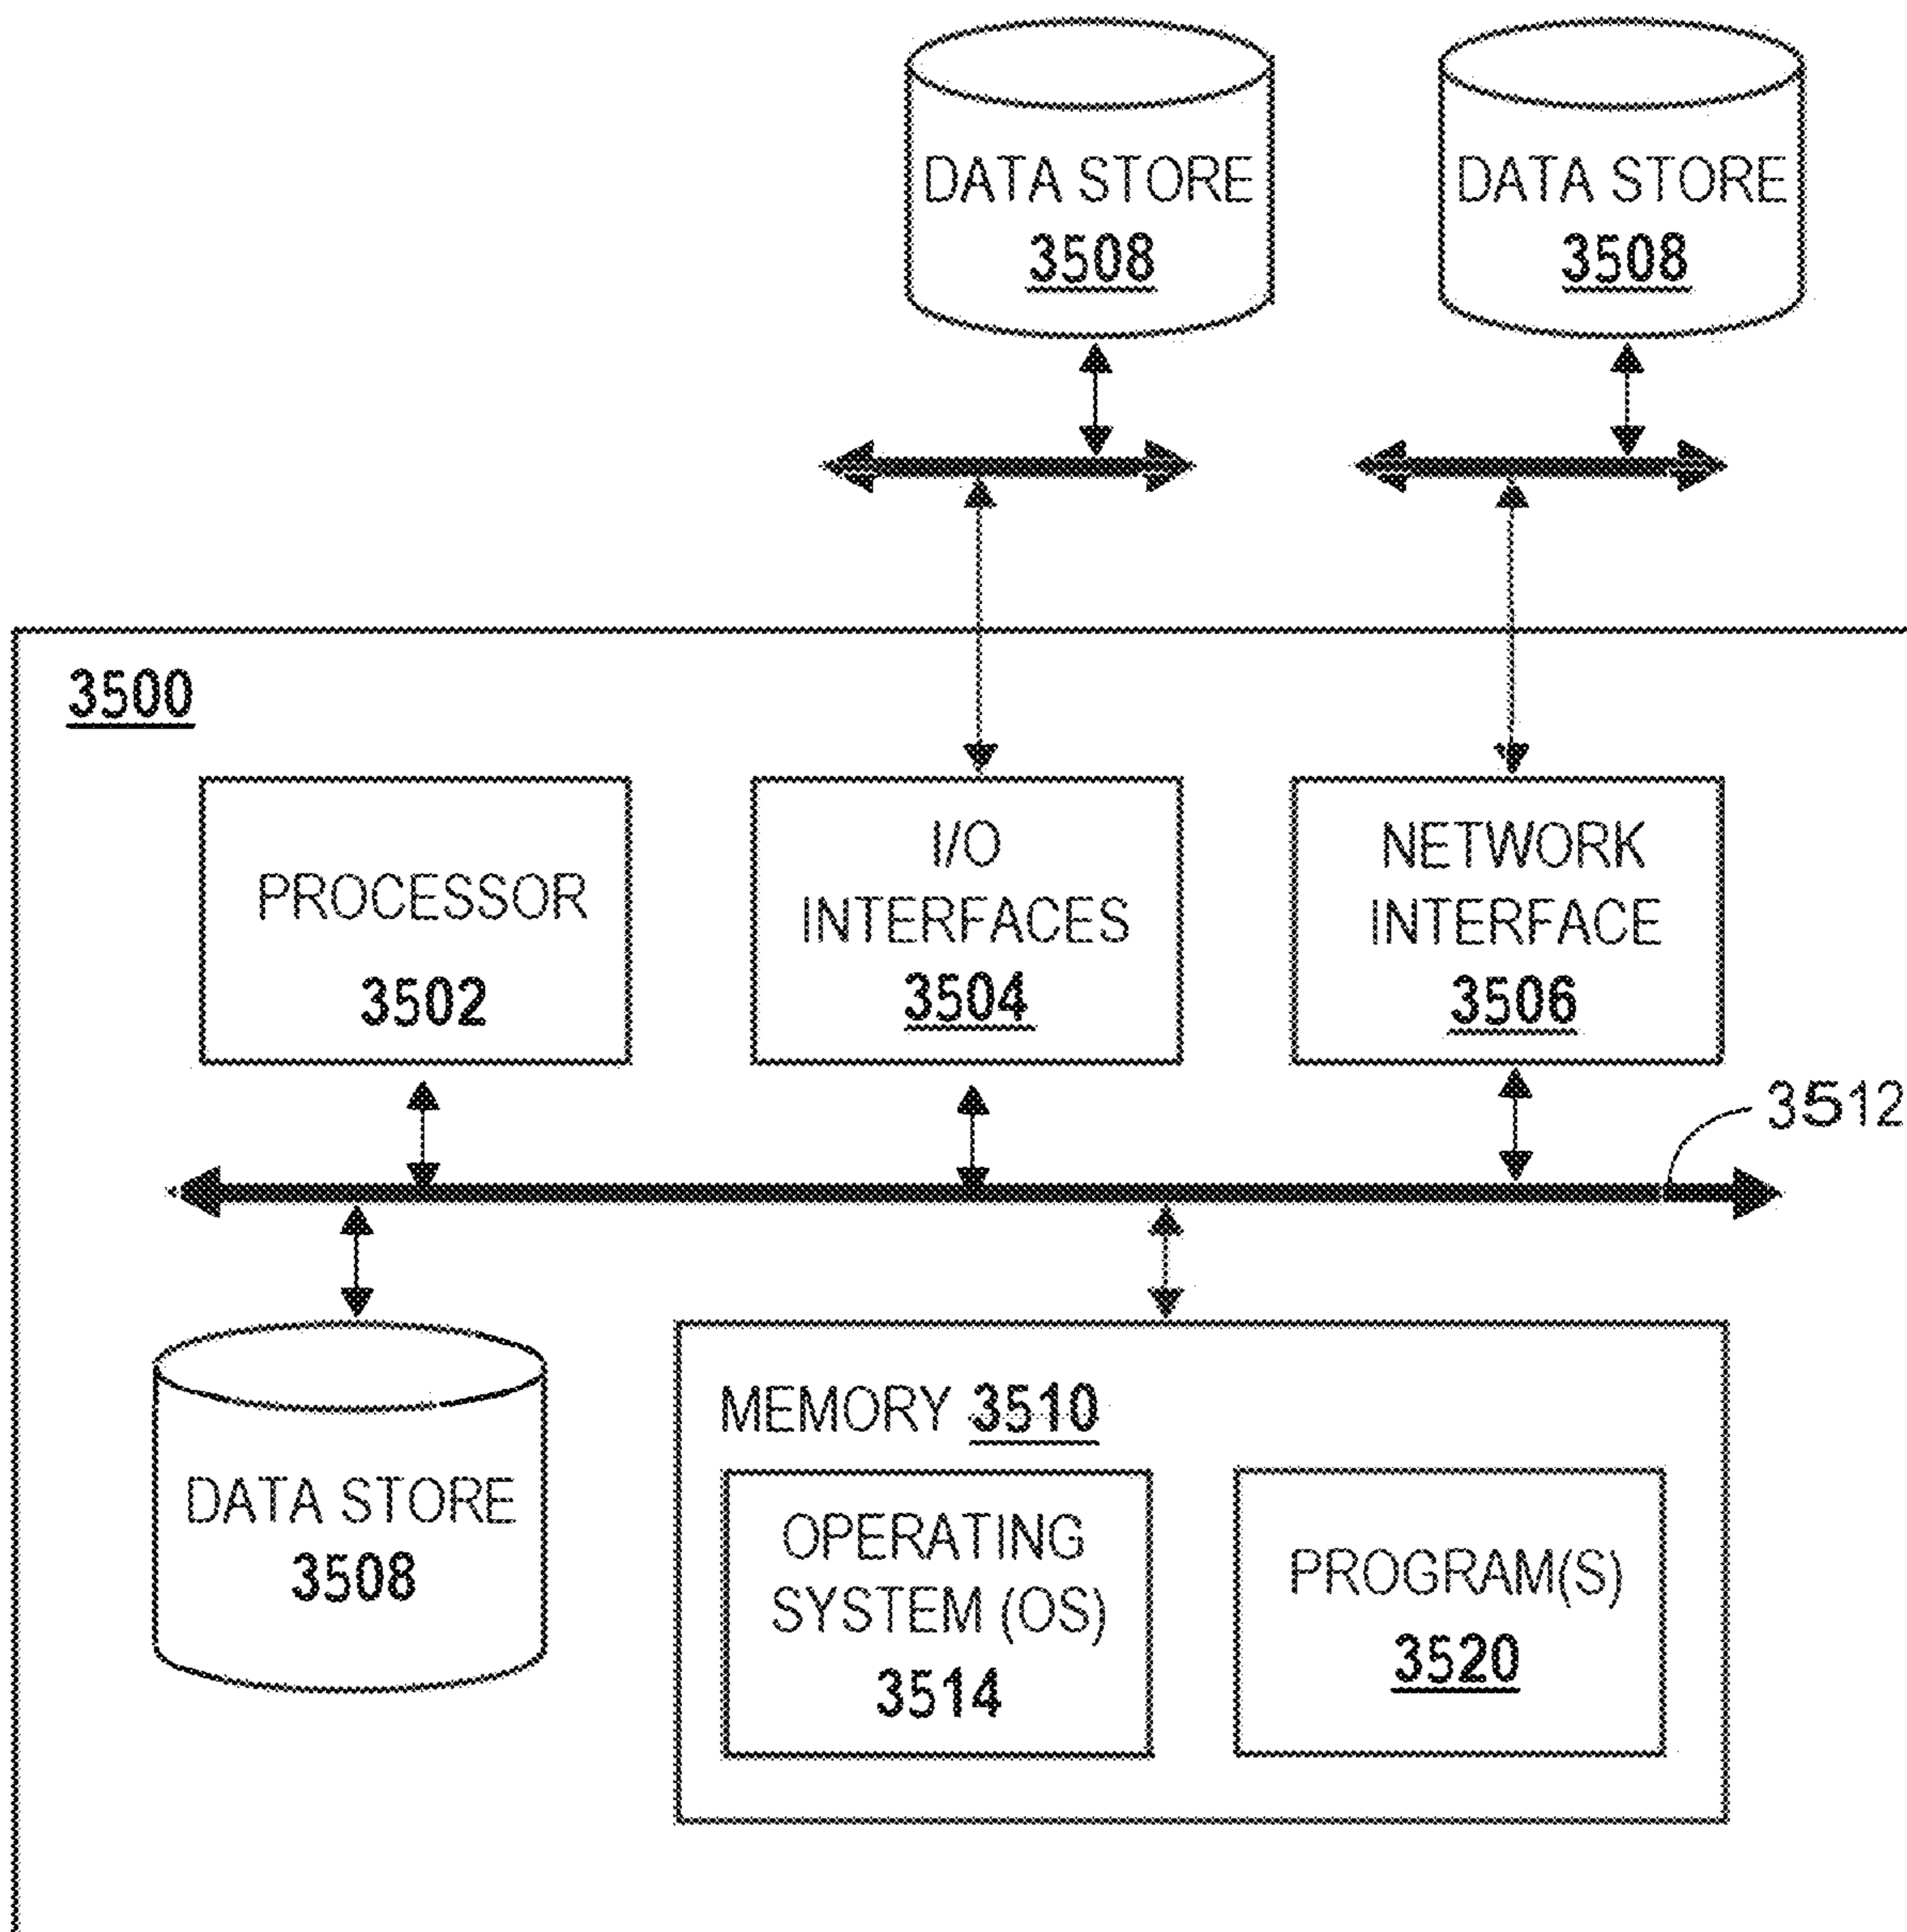 DATA STORE
3508
DATA STORE
3508
3500
PROCESSOR
3502
I/O
INTERFACES
3504
NETWORK
INTERFACE
3506
3512
DATA STORE
3508
MEMORY 3510
OPERATING
SYSTEM (OS)
3514
PROGRAM(S)
3520